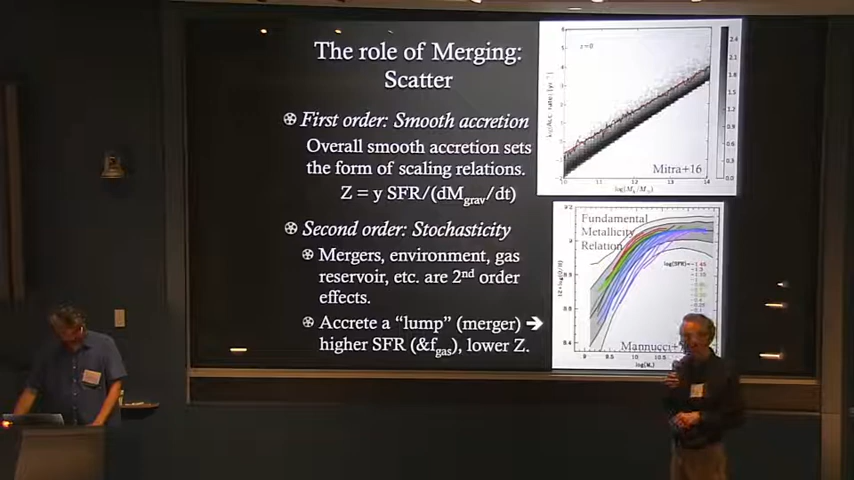 The role of Merging:
Scatter
First order: Smooth accretion
Overall smooth accretion sets
the form of scaling relations.
Z = y SFR/(dMgrav/dt)
Second order: Stochasticity
Mergers, environment, gas
reservoir, etc. are 2nd order
effects.
Accrete a “lump” (merger) ➔
higher SFR (&fgas), lower Z.
z=0
Mitra+16
Fundamental
Metallicity
Relation
Mannucci+